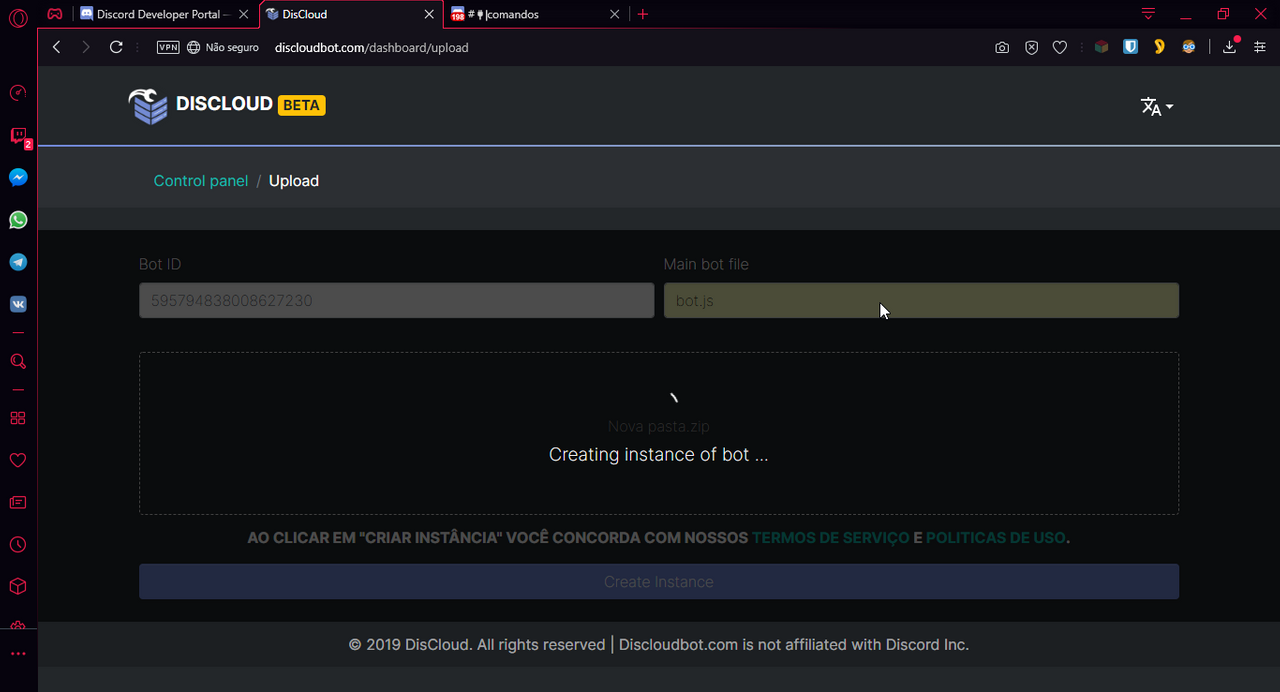 Discord Developer Portal —
DisCloud
198 # |comandos
VPN Não seguro discloudbot.com/dashboard/upload
2
DISCLOUD BETA
Control panel / Upload
Bot ID
Main bot file
595794838008627230
bot.js
Nova pasta.zip
Creating instance of bot ...
AO CLICAR EM "CRIAR INSTÂNCIA" VOCÊ CONCORDA COM NOSSOS TERMOS DE SERVIÇO E POLITICAS DE USO.
Create Instance
© 2019 DisCloud. All rights reserved | Discloudbot.com is not affiliated with Discord Inc.